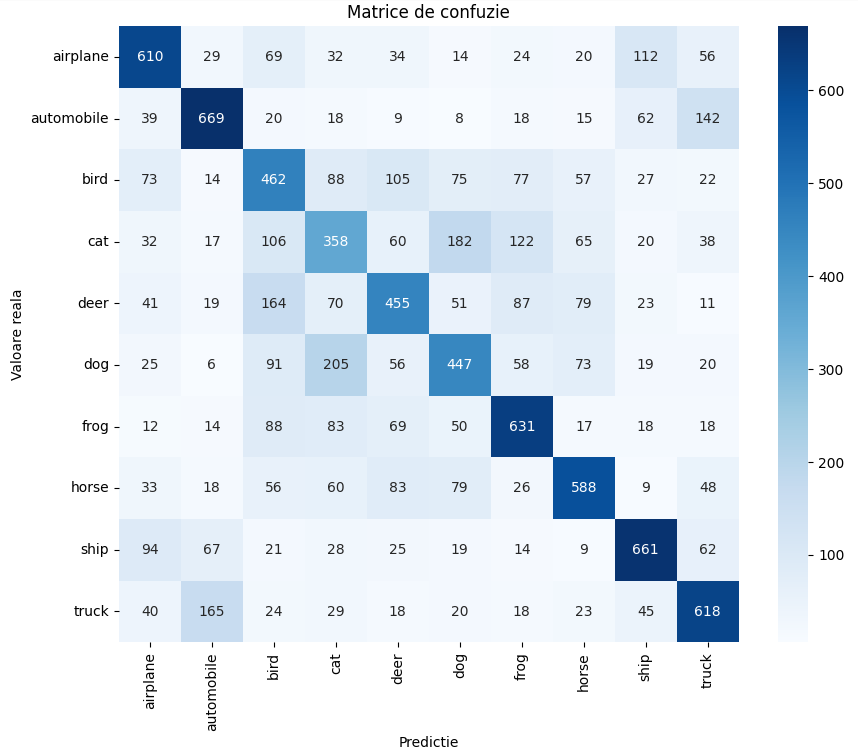 Matrice de confuzie
airplane 610 29 69 32 34 14 24 20 112 56
automobile 39 669 20 18 9 8 18 15 62 142
bird 73 14 462 88 105 75 77 57 27 22
cat 32 17 106 358 60 182 122 65 20 38
deer 41 19 164 70 455 51 87 79 23 11
dog 25 6 91 205 56 447 58 73 19 20
frog 12 14 88 83 69 50 631 17 18 18
horse 33 18 56 60 83 79 26 588 9 48
ship 94 67 21 28 25 19 14 9 661 62
truck 40 165 24 29 18 20 18 23 45 618
airplane automobile bird cat deer dog frog horse ship truck
Predictie
Valoare reala
600
500
400
300
200
100